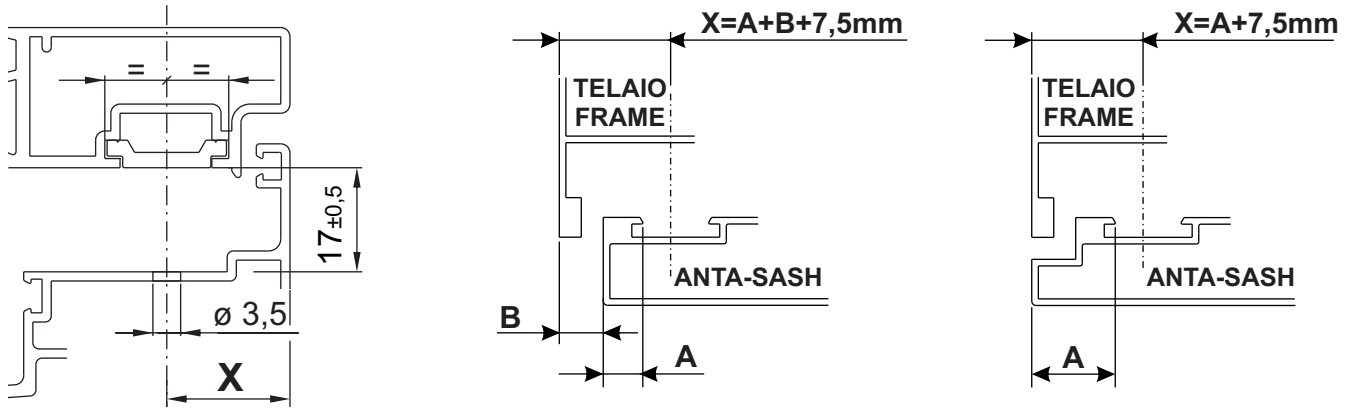 = =
17±0,5
ø 3,5
X
X=A+B+7,5mm
TELAIO
FRAME
ANTA-SASH
B
A
X=A+7,5mm
TELAIO
FRAME
ANTA-SASH
A